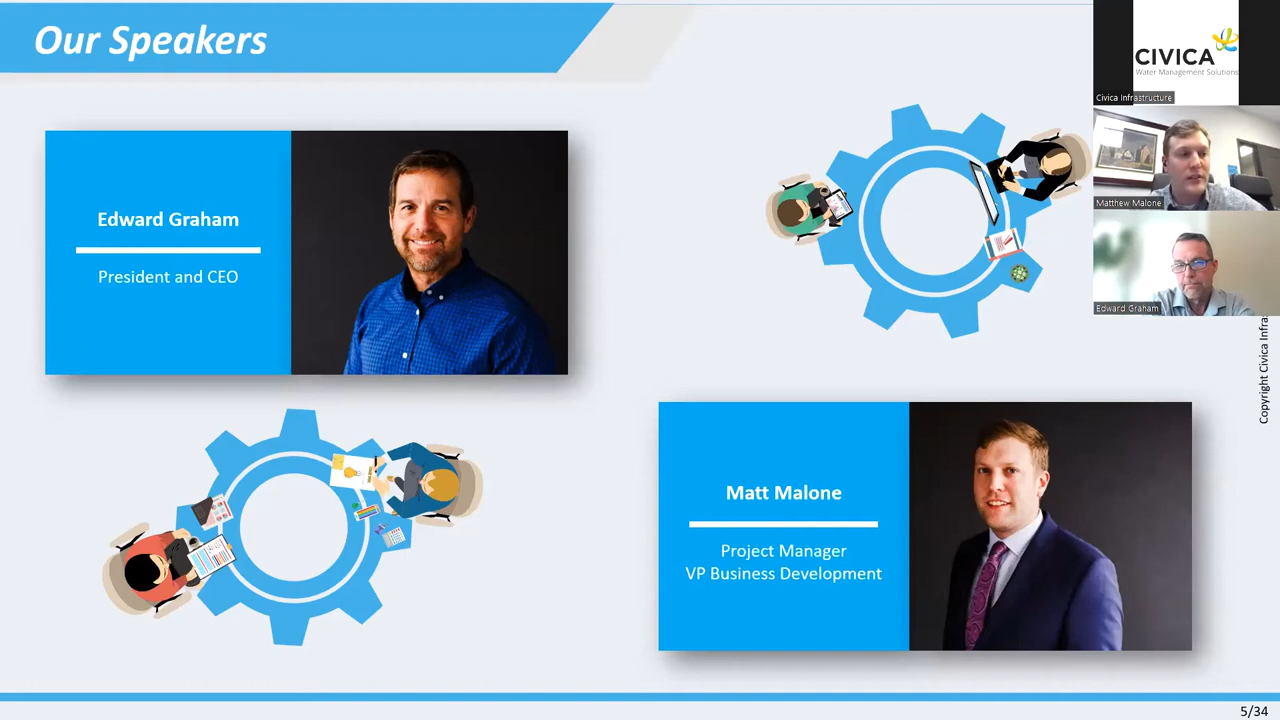 Our Speakers
CIVICA
Water Management Solutions
Civica Infrastructure
Matthew Malone
Edward Graham
Edward Graham
President and CEO
Copyright Civica Infras
Matt Malone
Project Manager
VP Business Development
5/34